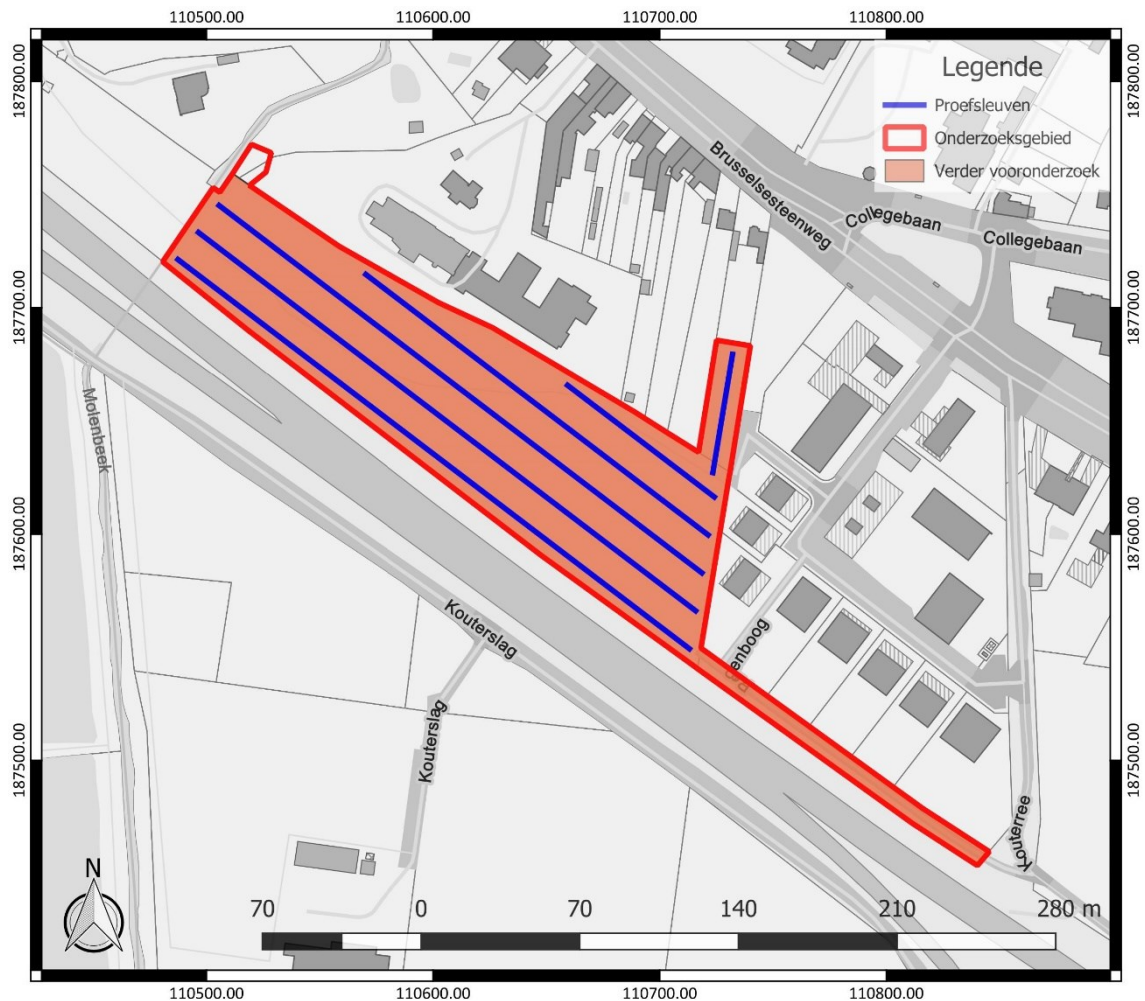 110500.00 110600.00 110700.00 110800.00
187800.00
187800.00
Legende
Proefsleuven
Onderzoeksgebied
Verder vooronderzoek
Brusselsesteenweg
Collegebaan
Collegebaan
187700.00
187700.00
Molenbeek
187600.00
187600.00
Kouterslag
enboog
Kouterslag
187500.00
187500.00
Kouterree
N
70 0 70 140 210 280 m
110500.00 110600.00 110700.00 110800.00